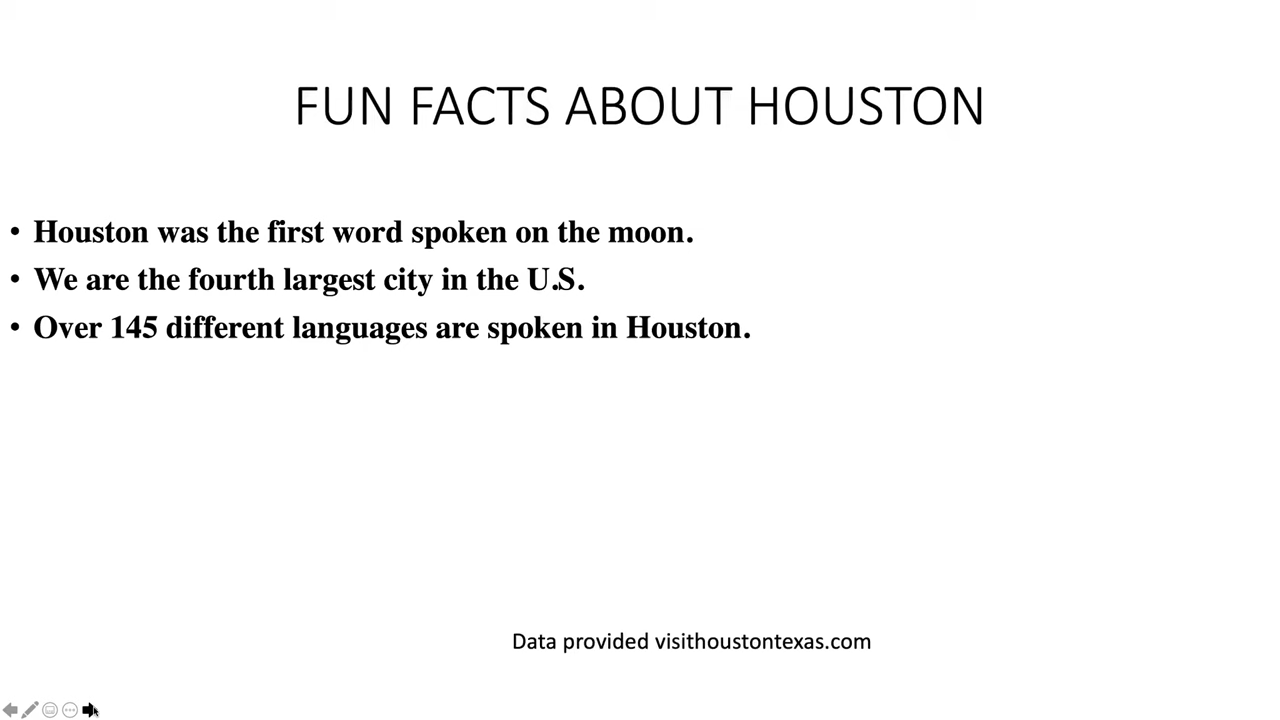 FUN FACTS ABOUT HOUSTON
• Houston was the first word spoken on the moon.
• We are the fourth largest city in the U.S.
• Over 145 different languages are spoken in Houston.
Data provided visithoustontexas.com